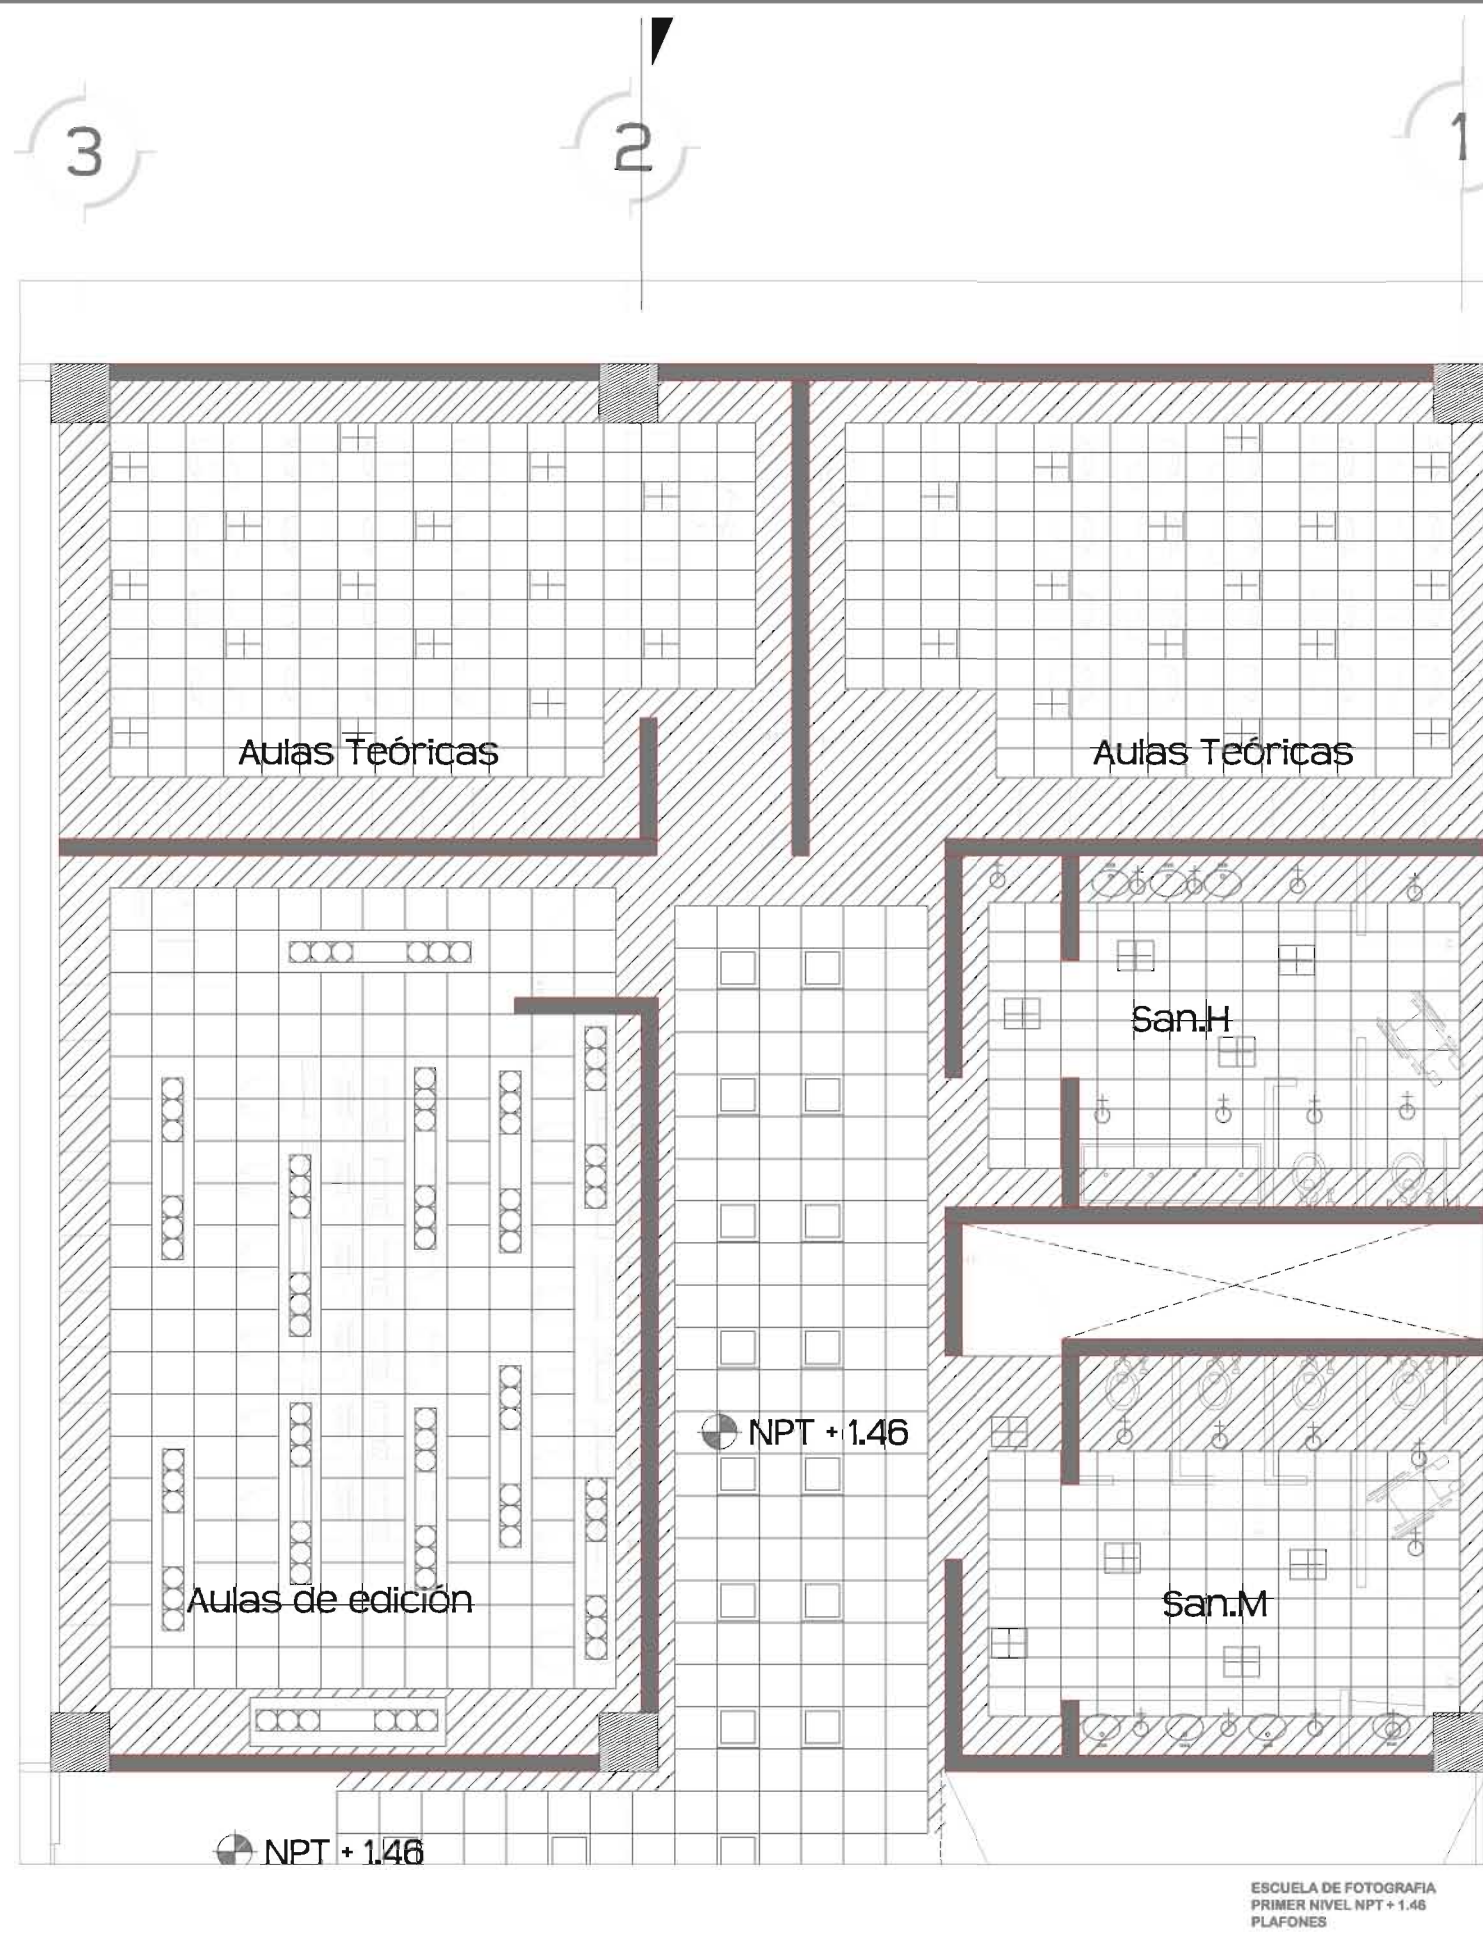 3
2
1
Aulas Teóricas
Aulas Teóricas
San.H
NPT + 1.46
Aulas de edición
San.M
NPT + 1.46
ESCUELA DE FOTOGRAFIA
PRIMER NIVEL NPT + 1.46
PLAFONES